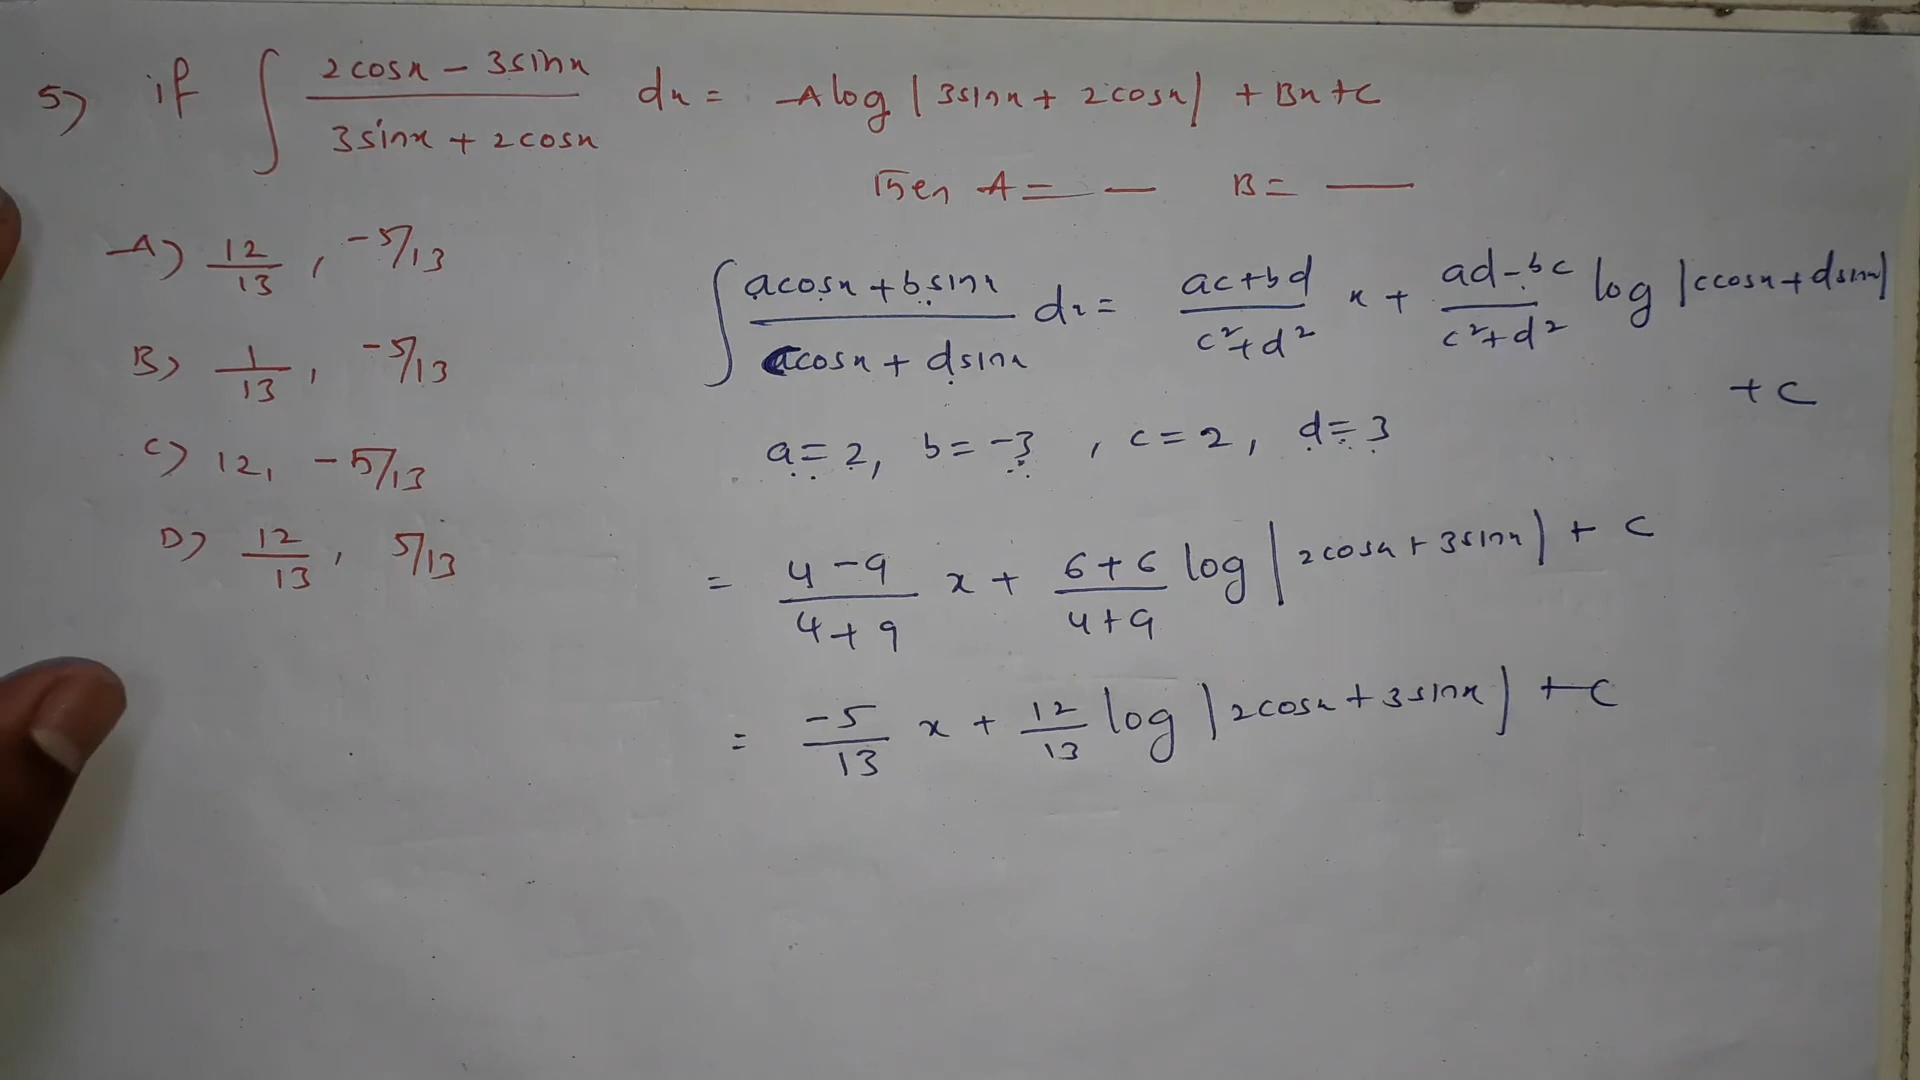 5) if ∫ (2cosx - 3sinx)/(3sinx + 2cosx) dx = A log |3sinx + 2cosx| + Bx + C
Then A = __ B = __
A) 12/13, -5/13
B) 1/13, -5/13
C) 12, -5/13
D) 12/13, 5/13
∫ (acosx + bsinx)/(ccosx + dsinx) dx = (ac+bd)/(c²+d²) x + (ad-bc)/(c²+d²) log |ccosx + dsinx|
+ C
a = 2, b = -3, c = 2, d = 3
= (4-9)/(4+9) x + (6+6)/(4+9) log |2cosx + 3sinx| + C
= -5/13 x + 12/13 log |2cosx + 3sinx| + C